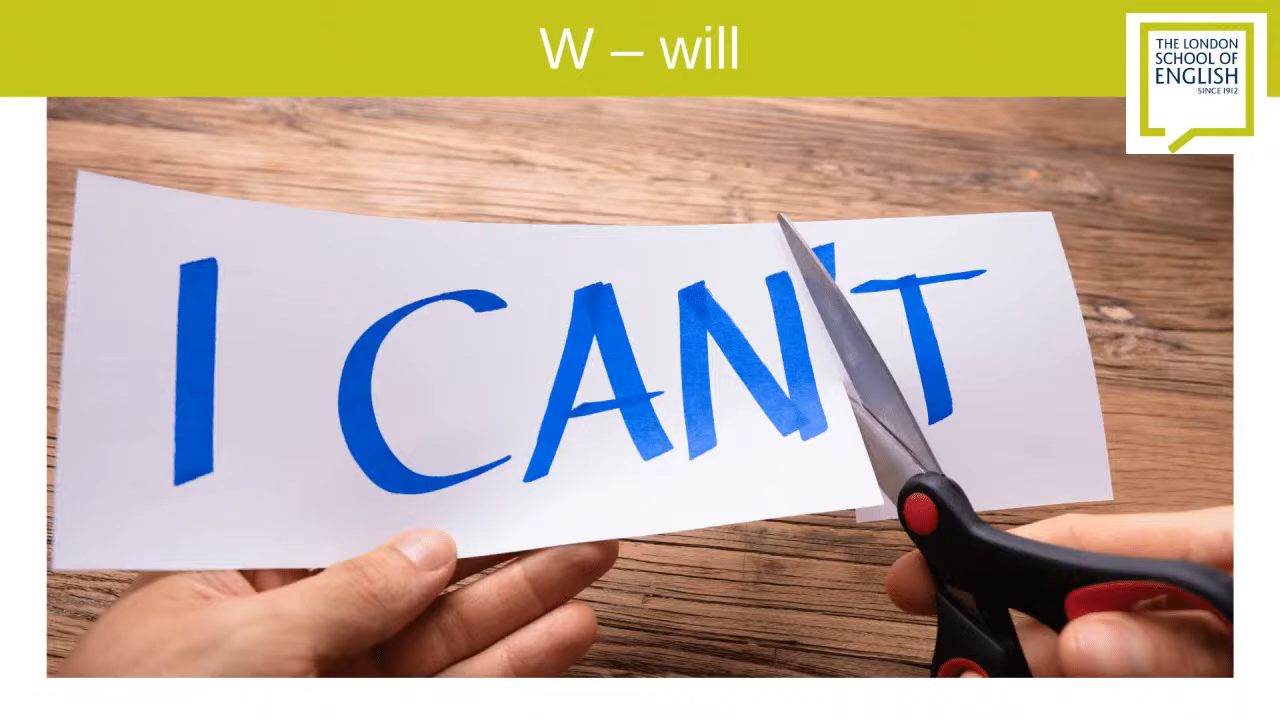 W – will
THE LONDON
SCHOOL OF
ENGLISH
SINCE 1912
I CAN'T